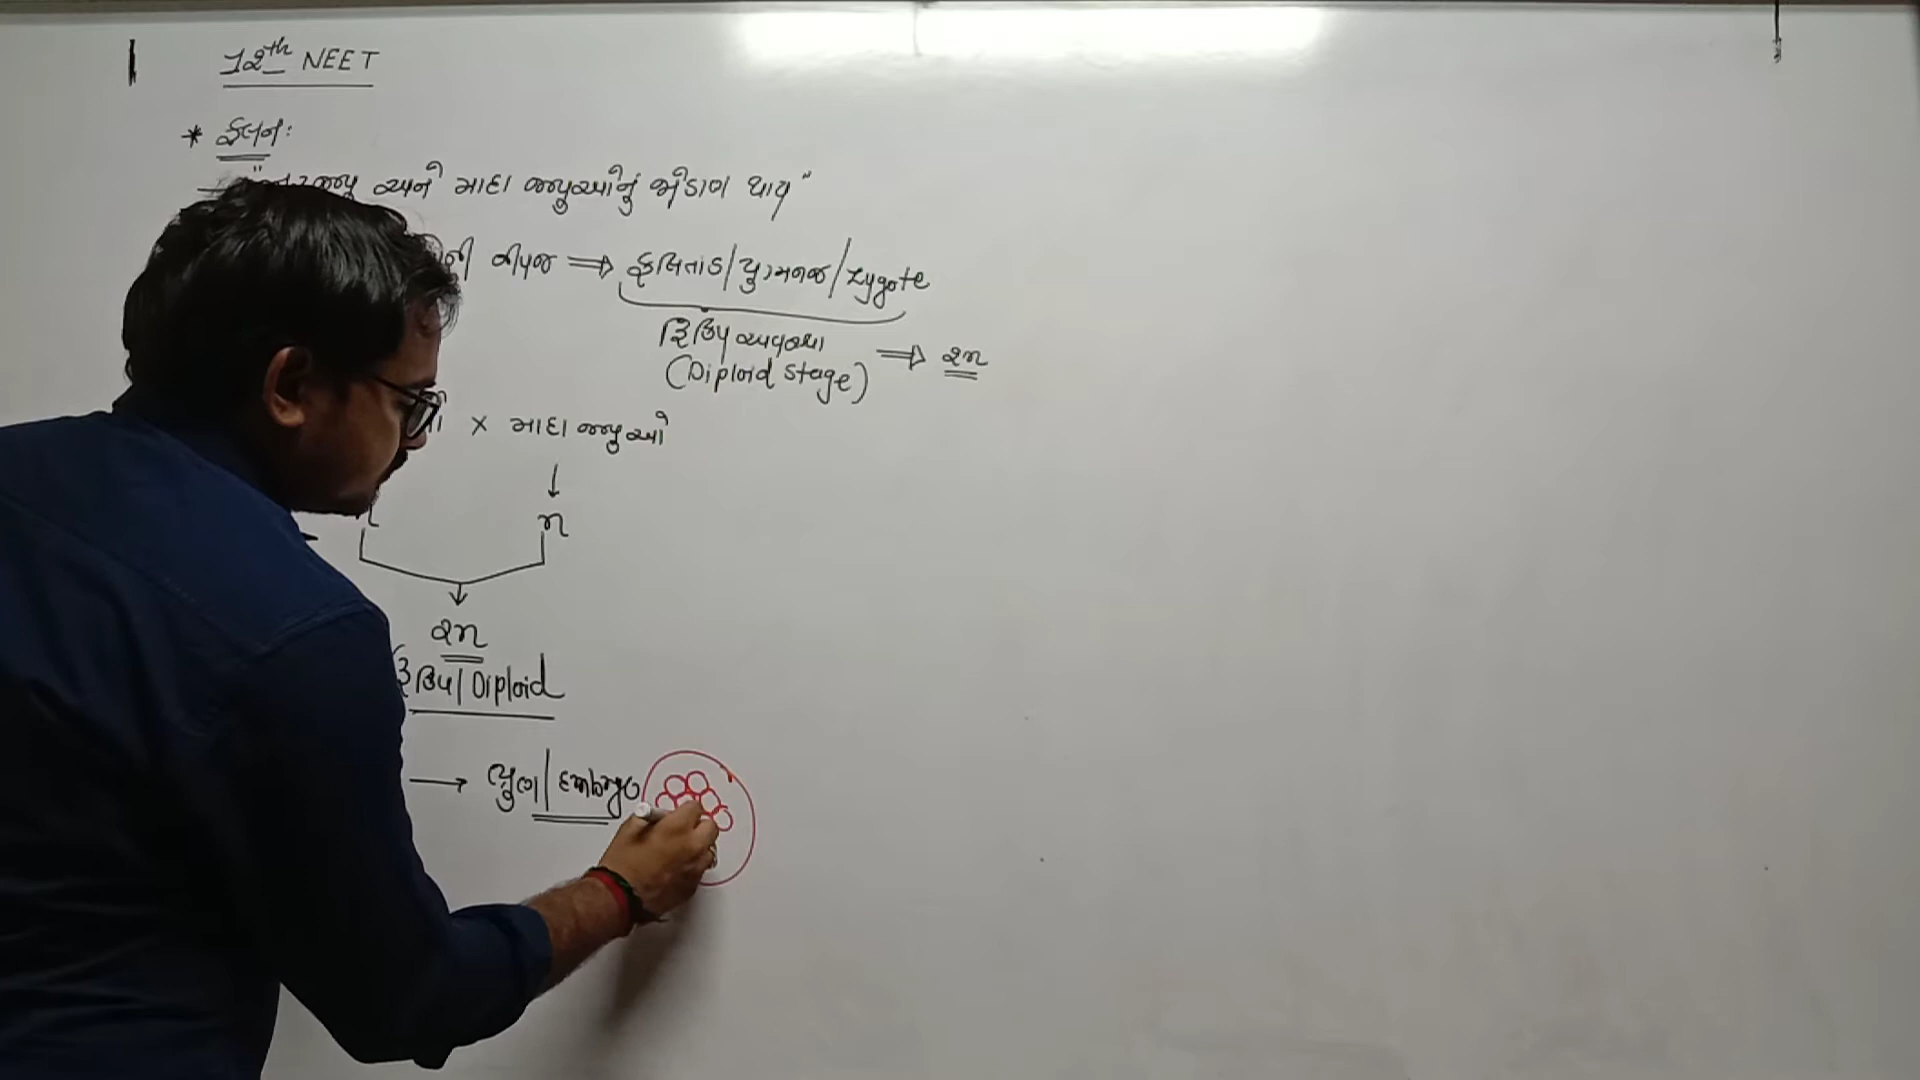 12th NEET
* ફલન:
અને માદા જન્યુઓનું જોડાણ થાય"
નીપજ ⇒ ફલિતાંડ/યુગ્મનજ/Zygote
દ્વિકીય અવસ્થા
(Diploid stage) ⇒ 2n
× માદા જન્યુઓ
↓
n
2n
દ્વિકીય/Diploid
→ ભ્રુણ/Embryo